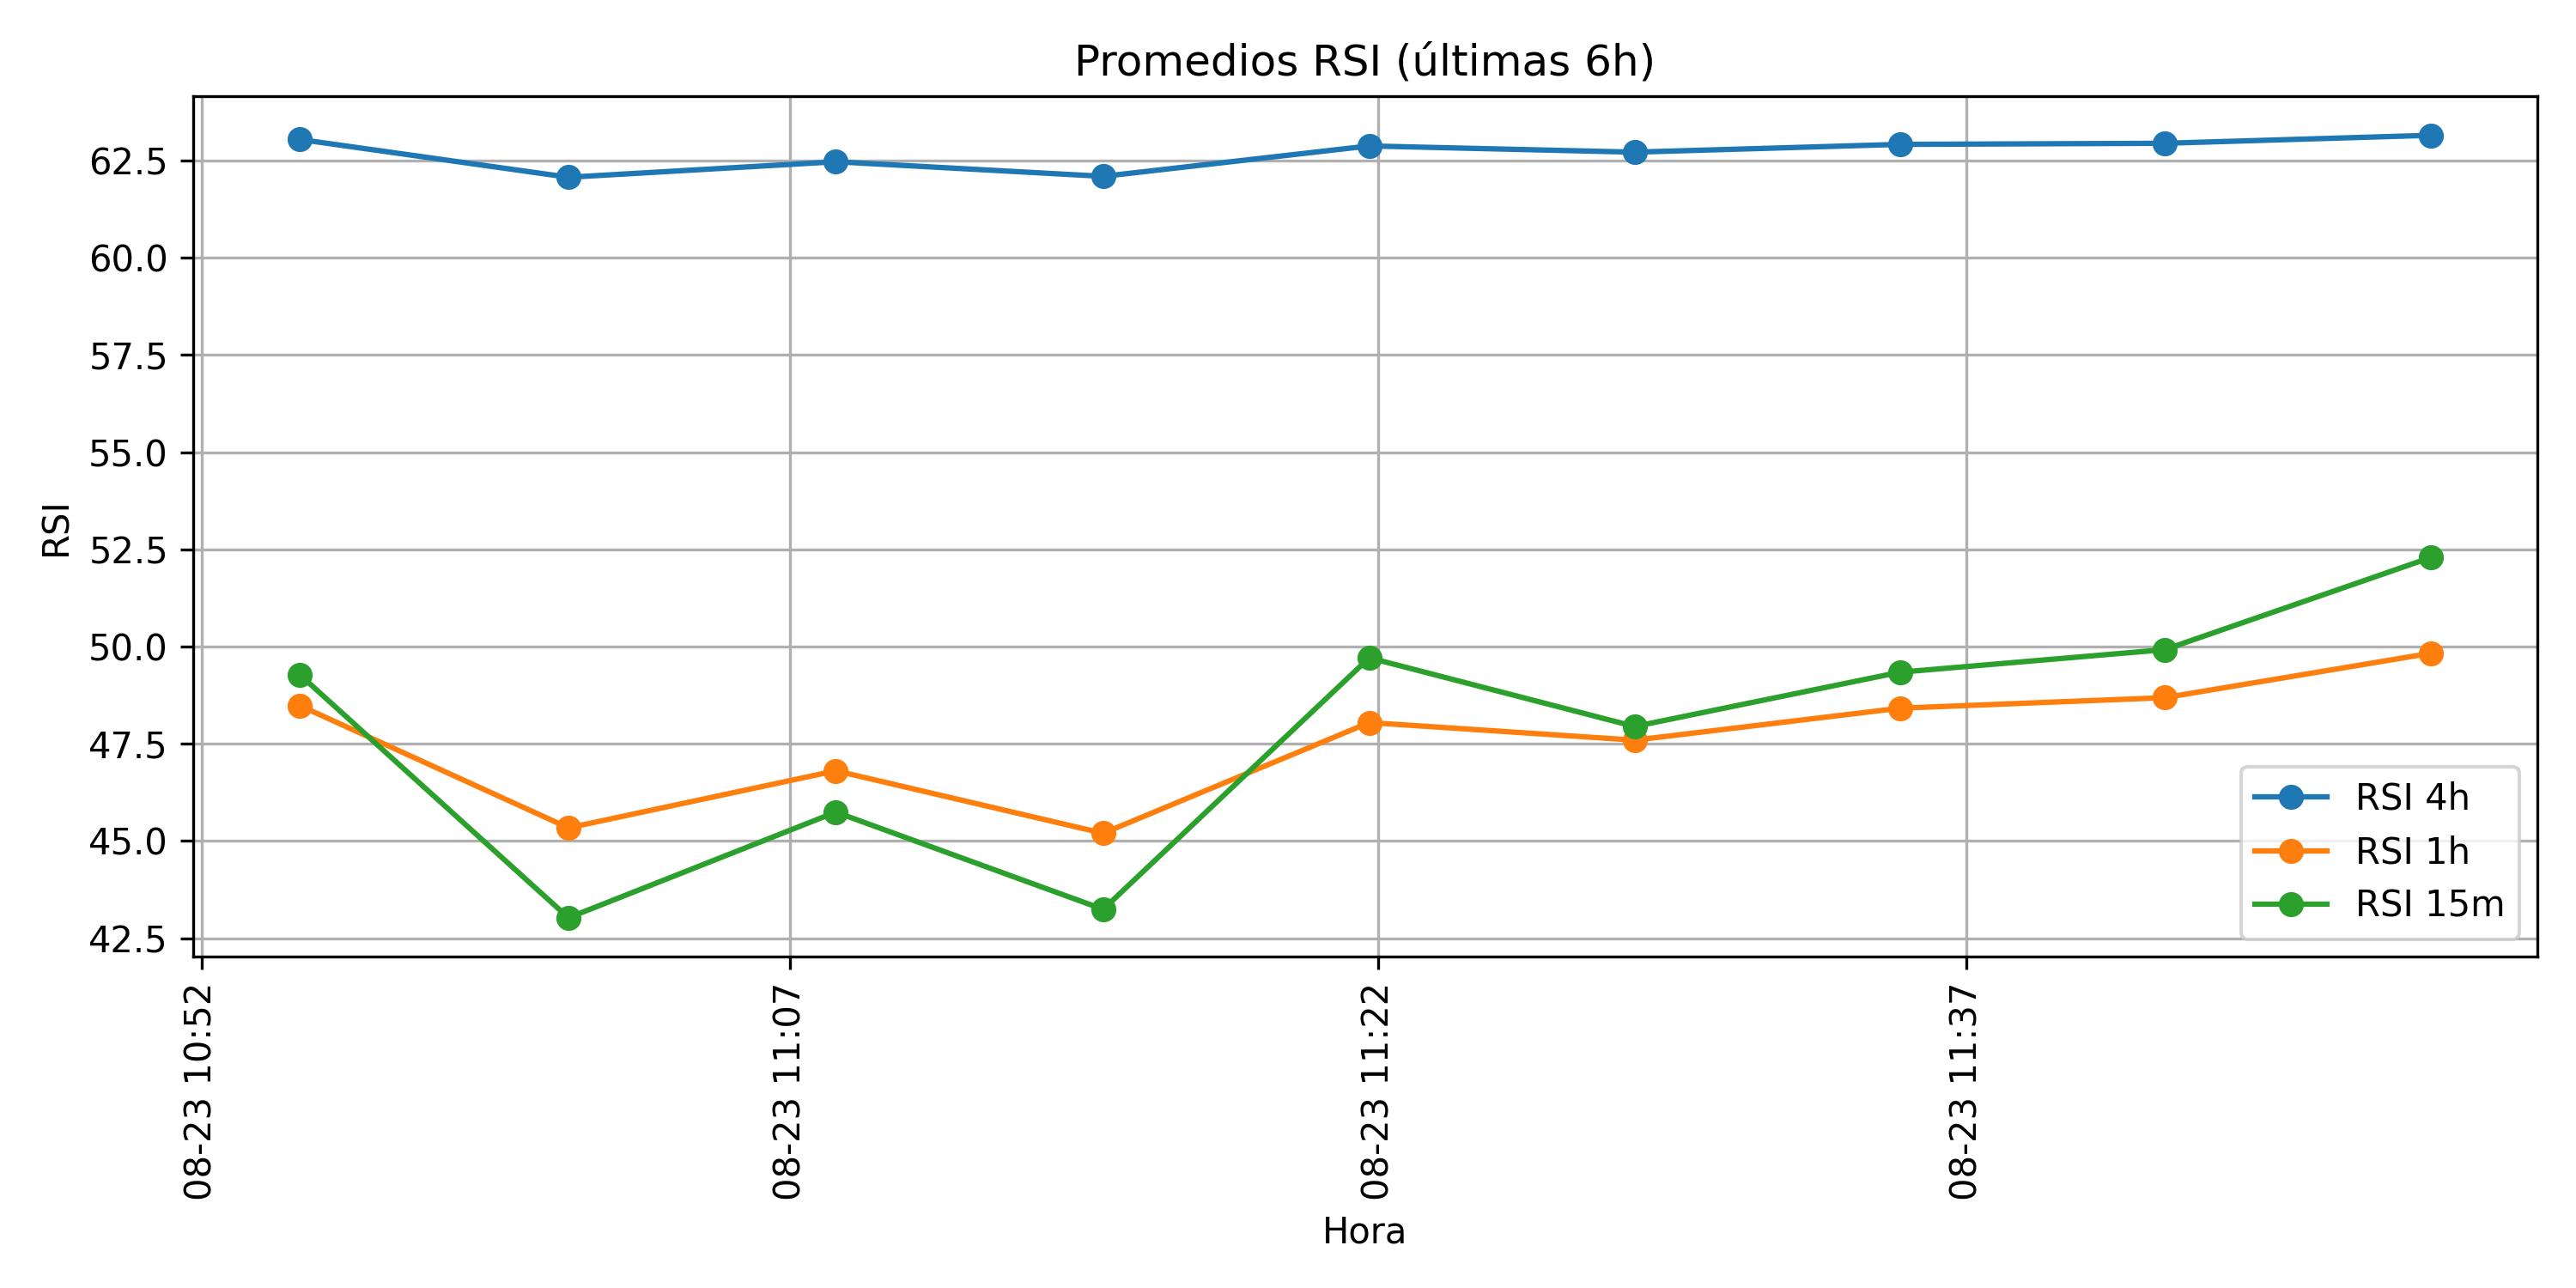 Promedios RSI (últimas 6h)
RSI
62.5
60.0
57.5
55.0
52.5
50.0
47.5
45.0
42.5
RSI 4h
RSI 1h
RSI 15m
08-23 10:52
08-23 11:07
08-23 11:22
08-23 11:37
Hora